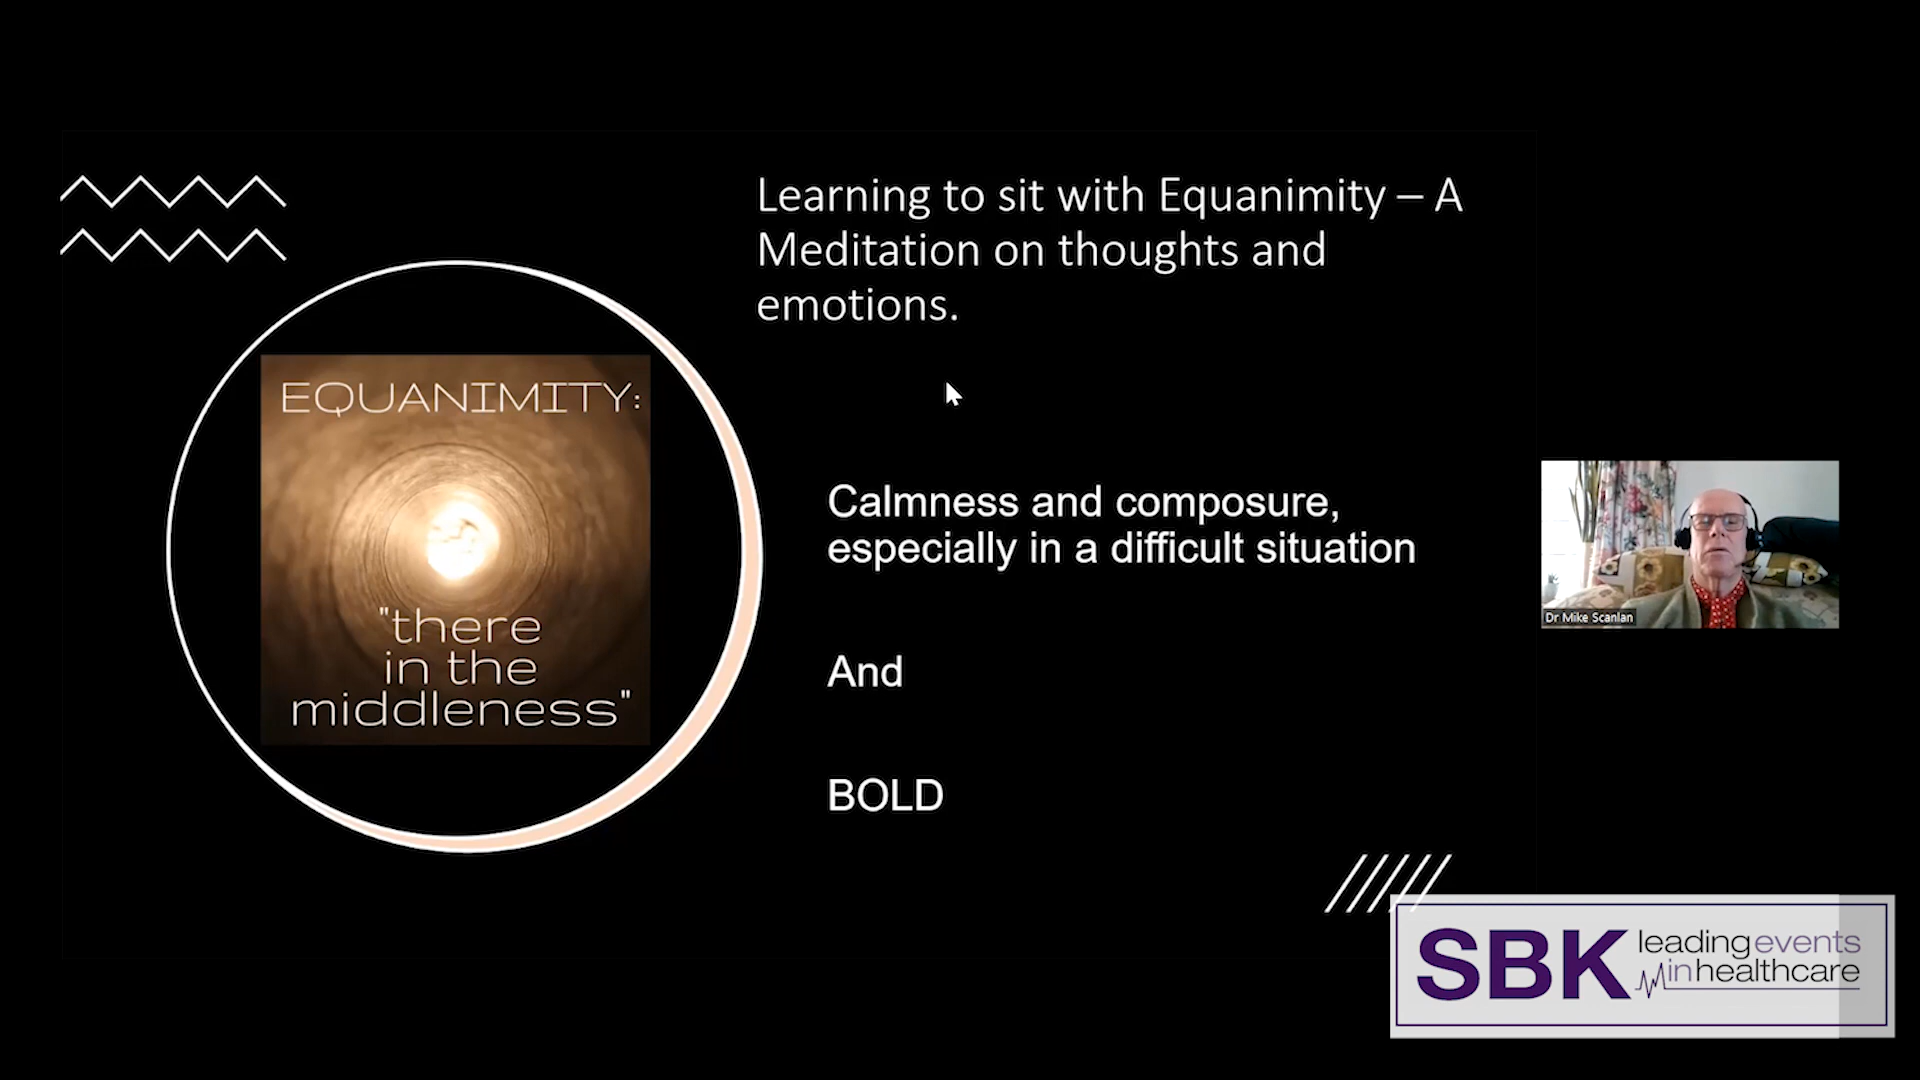 Learning to sit with Equanimity – A
Meditation on thoughts and
emotions.
EQUANIMITY:
"there
in the
middleness"
Calmness and composure,
especially in a difficult situation
And
BOLD
Dr Mike Scanlan
SBK leading events
in healthcare